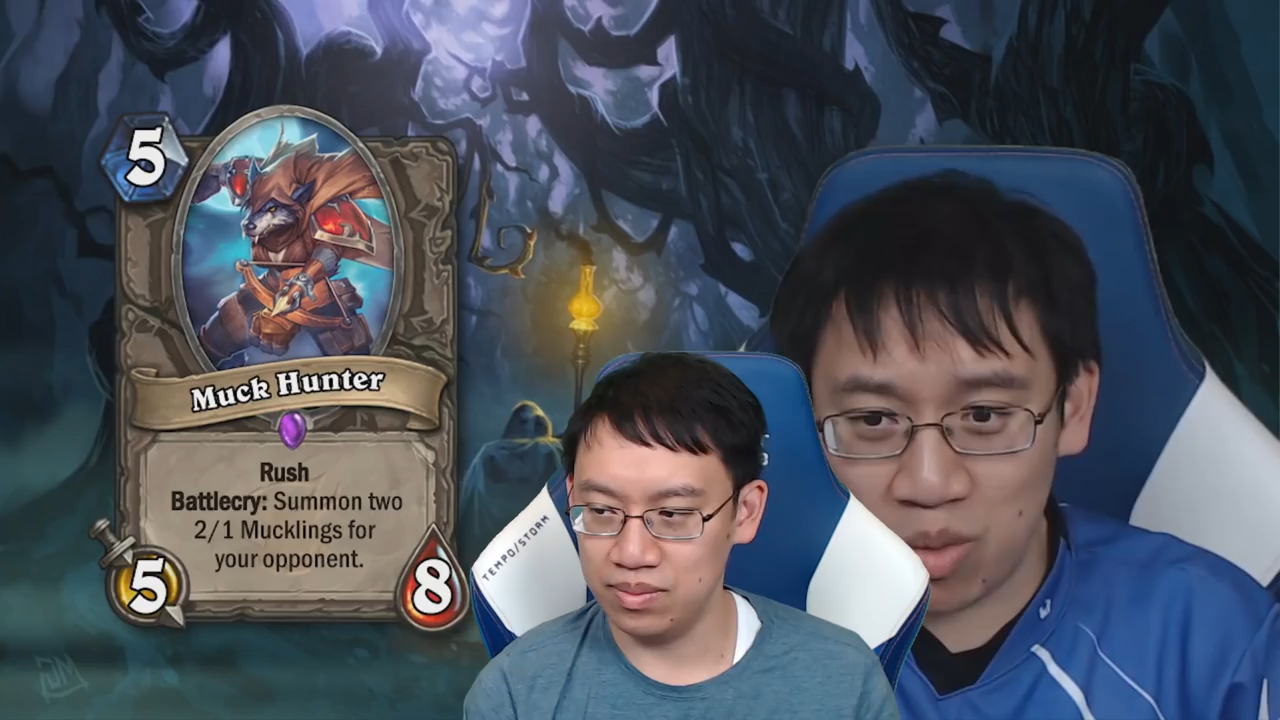 5
Muck Hunter
Rush
Battlecry: Summon two
2/1 Mucklings for
your opponent.
5
8
TEMPO/STORM